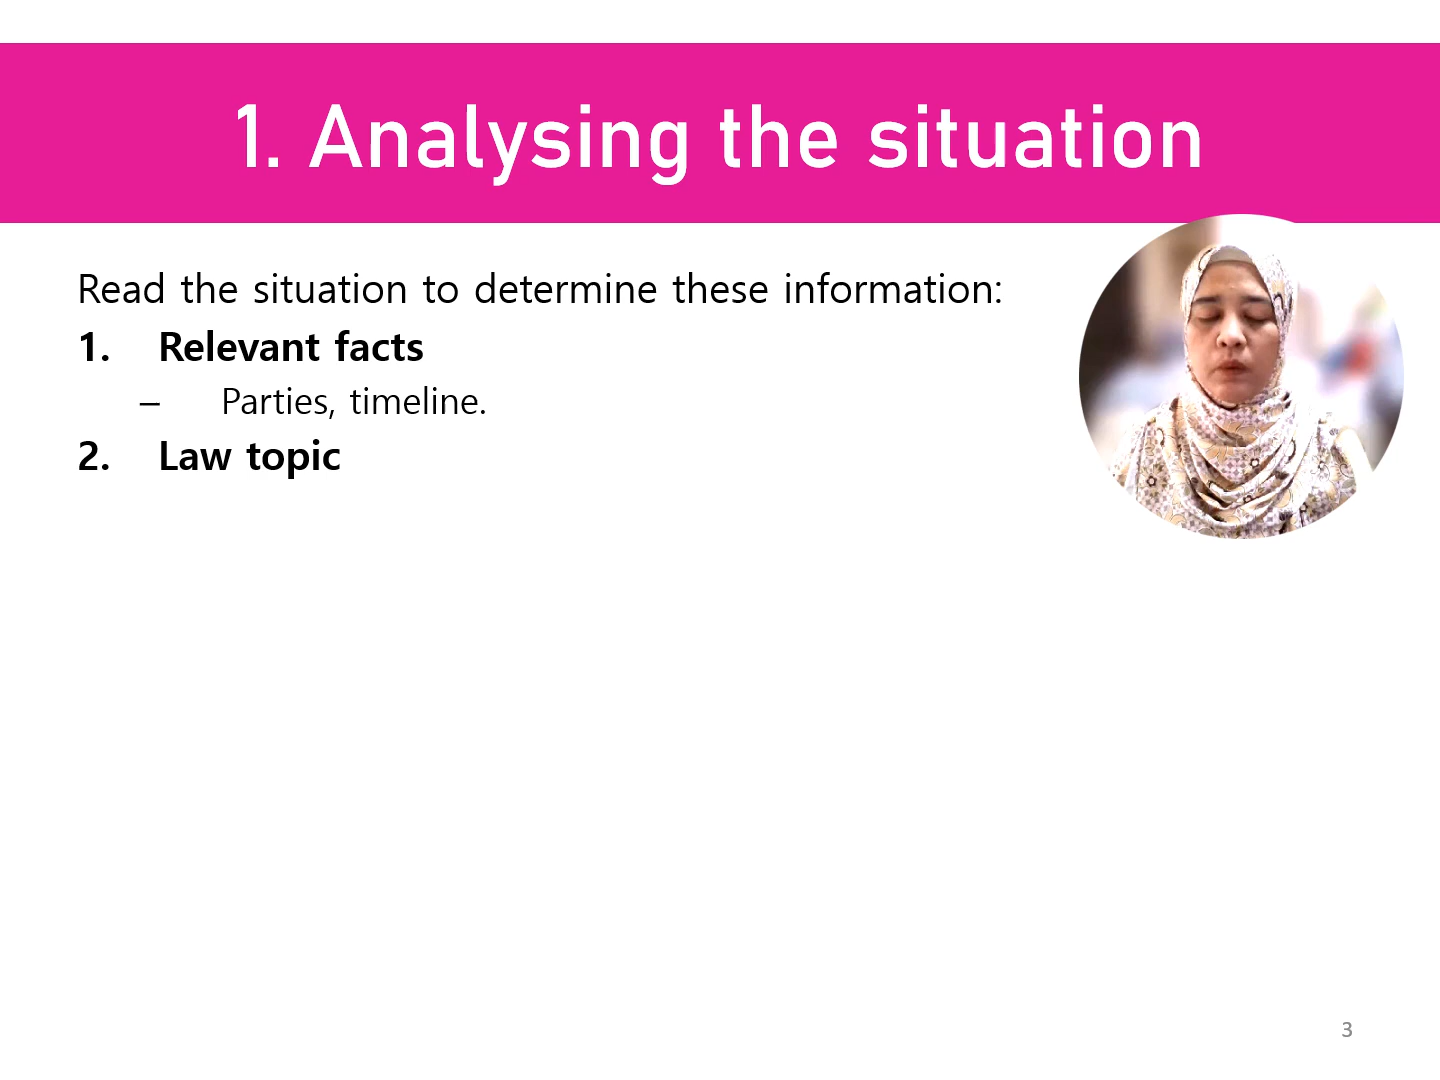 1. Analysing the situation
Read the situation to determine these information:
1. Relevant facts
– Parties, timeline.
2. Law topic
3